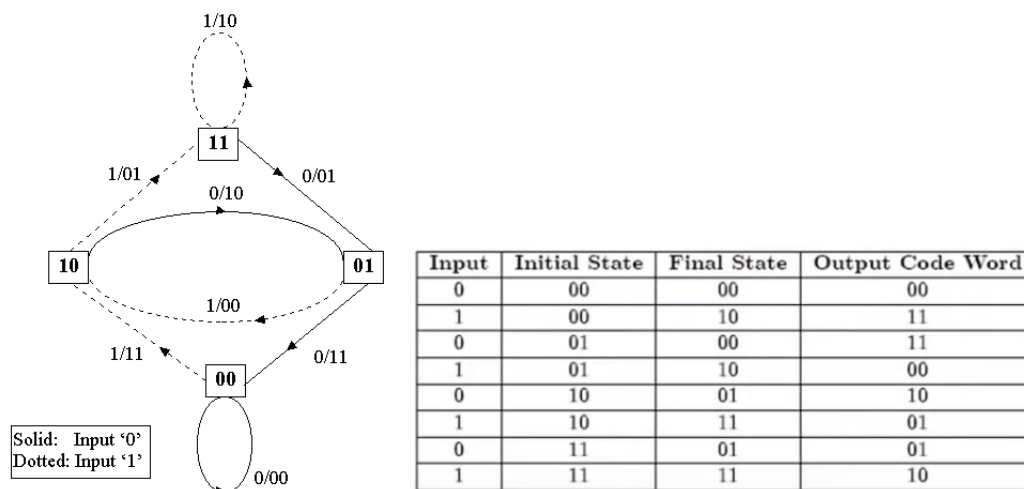 1/10
11
1/01
0/01
0/10
10
01
1/00
1/11
0/11
00
Solid: Input ‘0’
Dotted: Input ‘1’
0/00
Input Initial State Final State Output Code Word
0 00 00 00
1 00 10 11
0 01 00 11
1 01 10 00
0 10 01 10
1 10 11 01
0 11 01 01
1 11 11 10